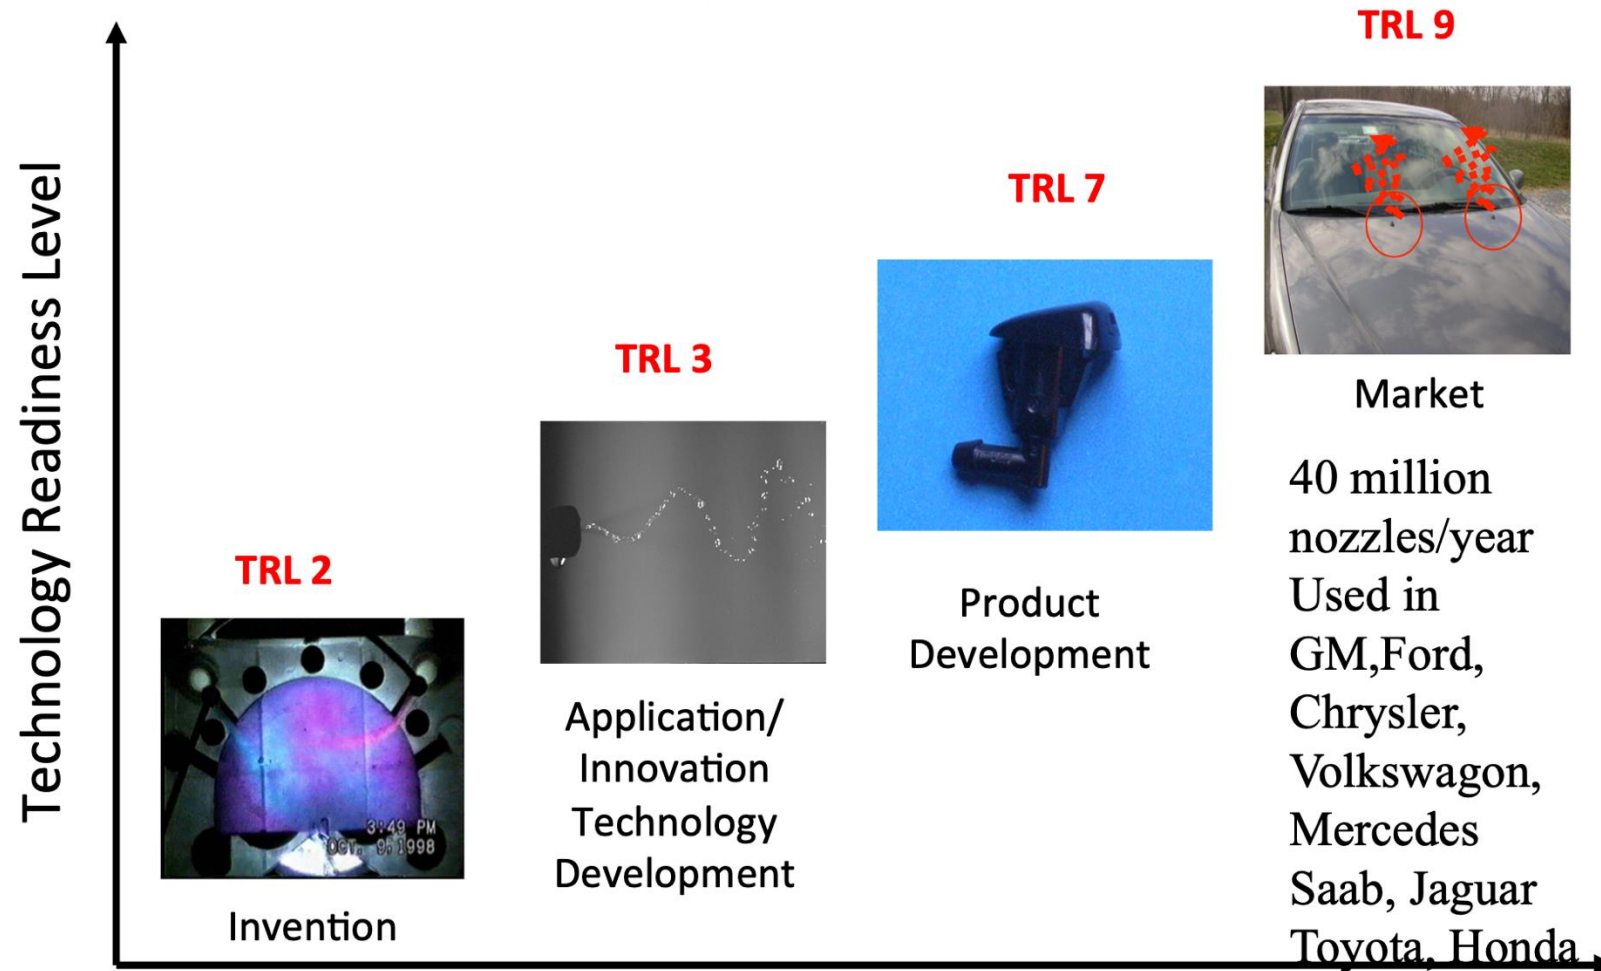 Technology Readiness Level
TRL 2
3:49 PM
OCT. 9,1998
Invention
TRL 3
Application/
Innovation
Technology
Development
TRL 7
Product
Development
TRL 9
Market
40 million
nozzles/year
Used in
GM,Ford,
Chrysler,
Volkswagon,
Mercedes
Saab, Jaguar
Toyota, Honda